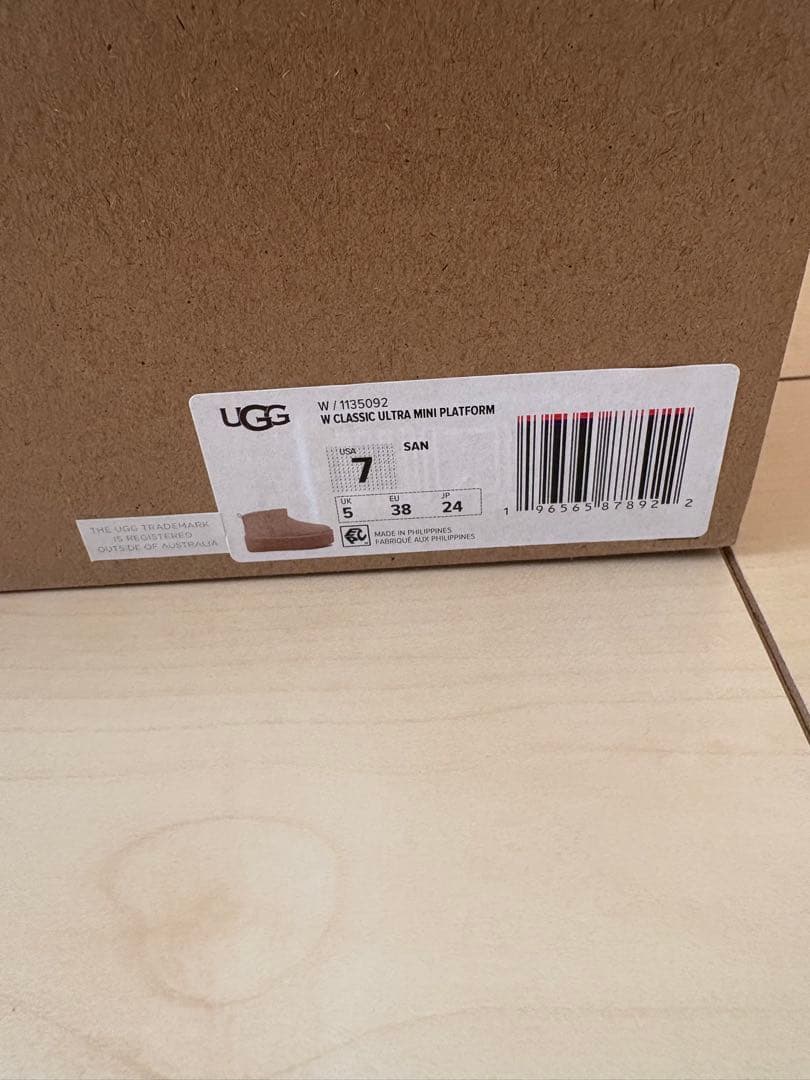 UGG
W / 1135092
W CLASSIC ULTRA MINI PLATFORM
USA
7
SAN
UK
5
EU
38
JP
24
MADE IN PHILIPPINES
FABRIQUÉ AUX PHILIPPINES
1 96565 87892 2
THE UGG TRADEMARK
IS REGISTERED
OUTSIDE OF AUSTRALIA